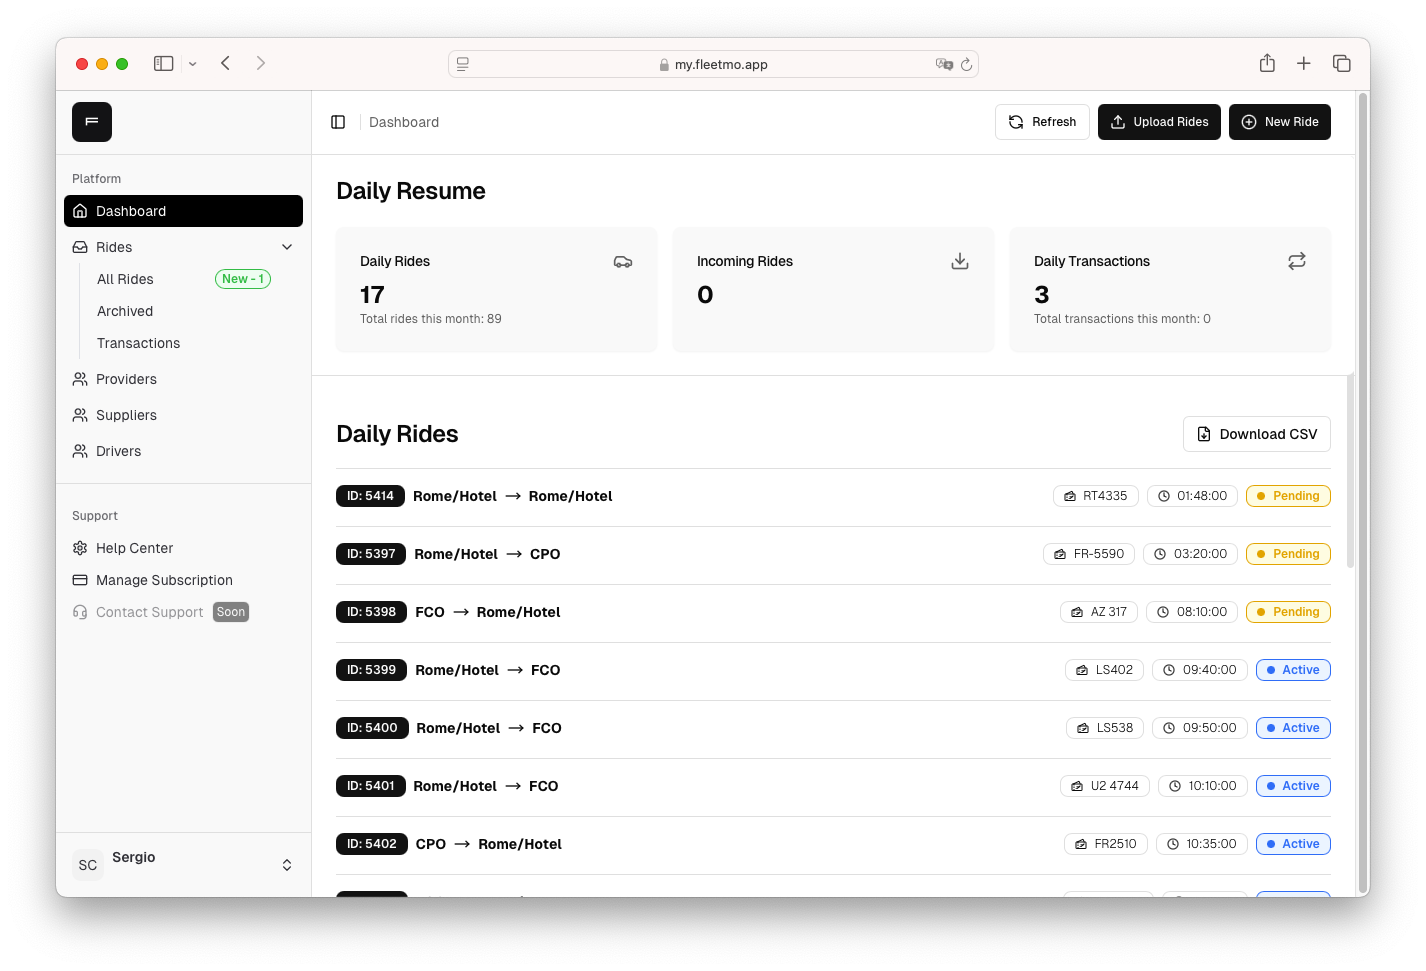 my.fleetmo.app
Dashboard
Refresh
Upload Rides
New Ride
Platform
Dashboard
Rides
All Rides New - 1
Archived
Transactions
Providers
Suppliers
Drivers
Support
Help Center
Manage Subscription
Contact Support Soon
SC Sergio
Daily Resume
Daily Rides
17
Total rides this month: 89
Incoming Rides
0
Daily Transactions
3
Total transactions this month: 0
Daily Rides
Download CSV
ID: 5414 Rome/Hotel → Rome/Hotel RT4335 01:48:00 Pending
ID: 5397 Rome/Hotel → CPO FR-5590 03:20:00 Pending
ID: 5398 FCO → Rome/Hotel AZ 317 08:10:00 Pending
ID: 5399 Rome/Hotel → FCO LS402 09:40:00 Active
ID: 5400 Rome/Hotel → FCO LS538 09:50:00 Active
ID: 5401 Rome/Hotel → FCO U2 4744 10:10:00 Active
ID: 5402 CPO → Rome/Hotel FR2510 10:35:00 Active